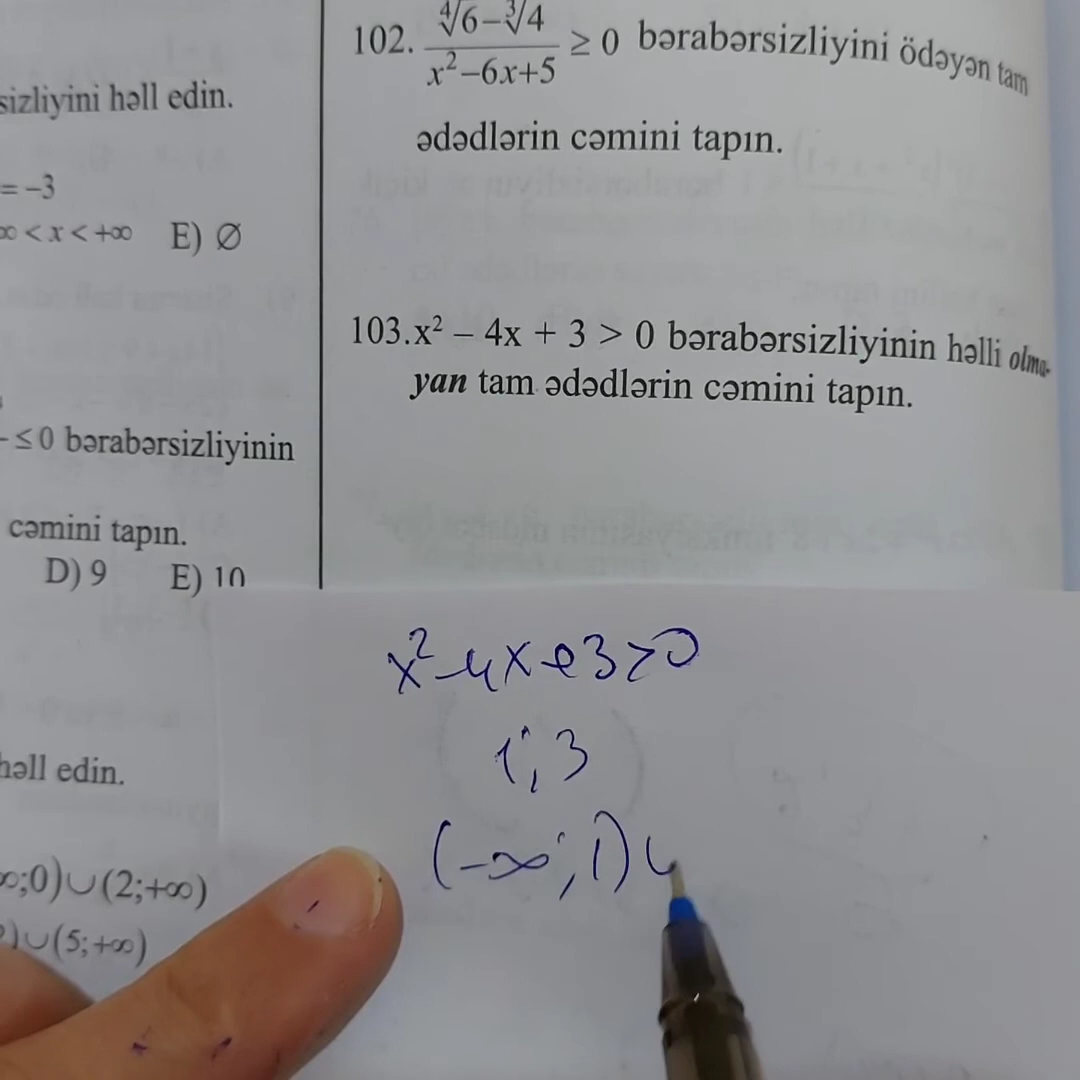 sizliyini həll edin.
= –3
∞ < x < +∞ E) Ø
≤ 0 bərabərsizliyinin
cəmini tapın.
D) 9 E) 10
həll edin.
∞;0)∪(2;+∞)
)∪(5;+∞)
102. ⁴√6–³√4 / x²–6x+5 ≥ 0 bərabərsizliyini ödəyən tam
ədədlərin cəmini tapın.
103. x² – 4x + 3 > 0 bərabərsizliyinin həlli olma-
yan tam ədədlərin cəmini tapın.
x²-4x+3>0
1; 3
(-∞; 1) ∪